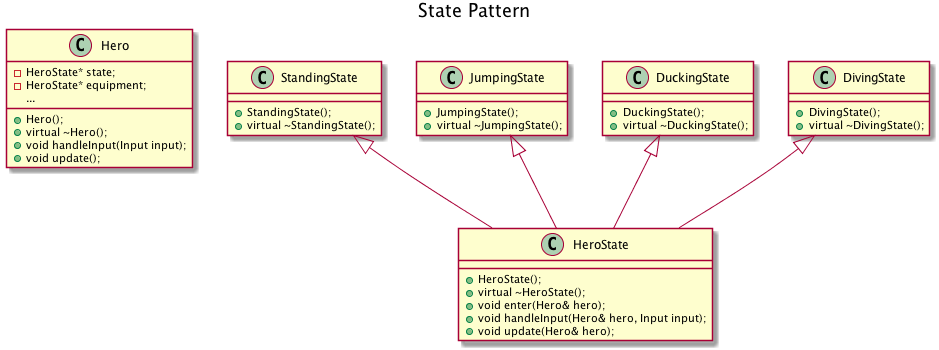 State Pattern
C Hero
HeroState* state;
HeroState* equipment;
...
Hero();
virtual ~Hero();
void handleInput(Input input);
void update();
C StandingState
StandingState();
virtual ~StandingState();
C JumpingState
JumpingState();
virtual ~JumpingState();
C DuckingState
DuckingState();
virtual ~DuckingState();
C DivingState
DivingState();
virtual ~DivingState();
C HeroState
HeroState();
virtual ~HeroState();
void enter(Hero& hero);
void handleInput(Hero& hero, Input input);
void update(Hero& hero);